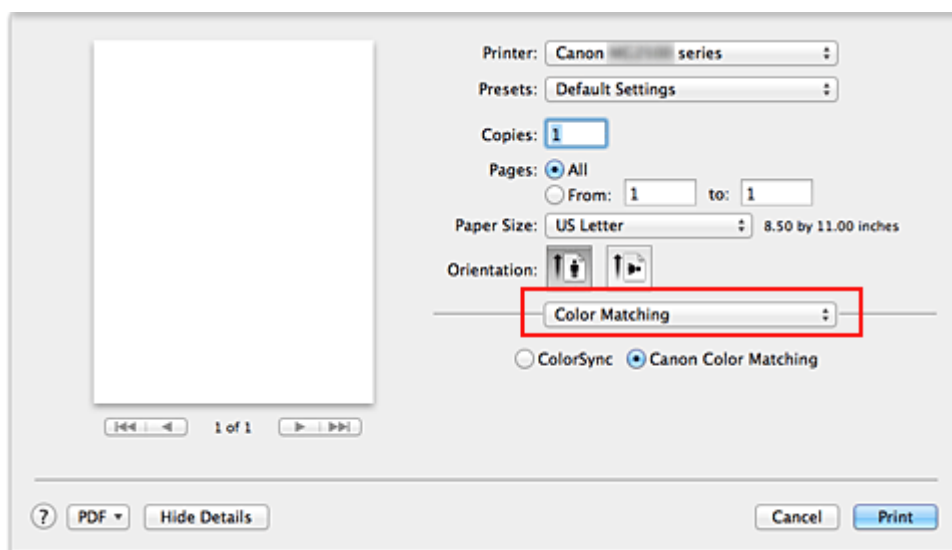 Printer: Canon series
Presets: Default Settings
Copies: 1
Pages: All
From: 1 to: 1
Paper Size: US Letter 8.50 by 11.00 inches
Orientation:
Color Matching
ColorSync Canon Color Matching
1 of 1
? PDF Hide Details Cancel Print